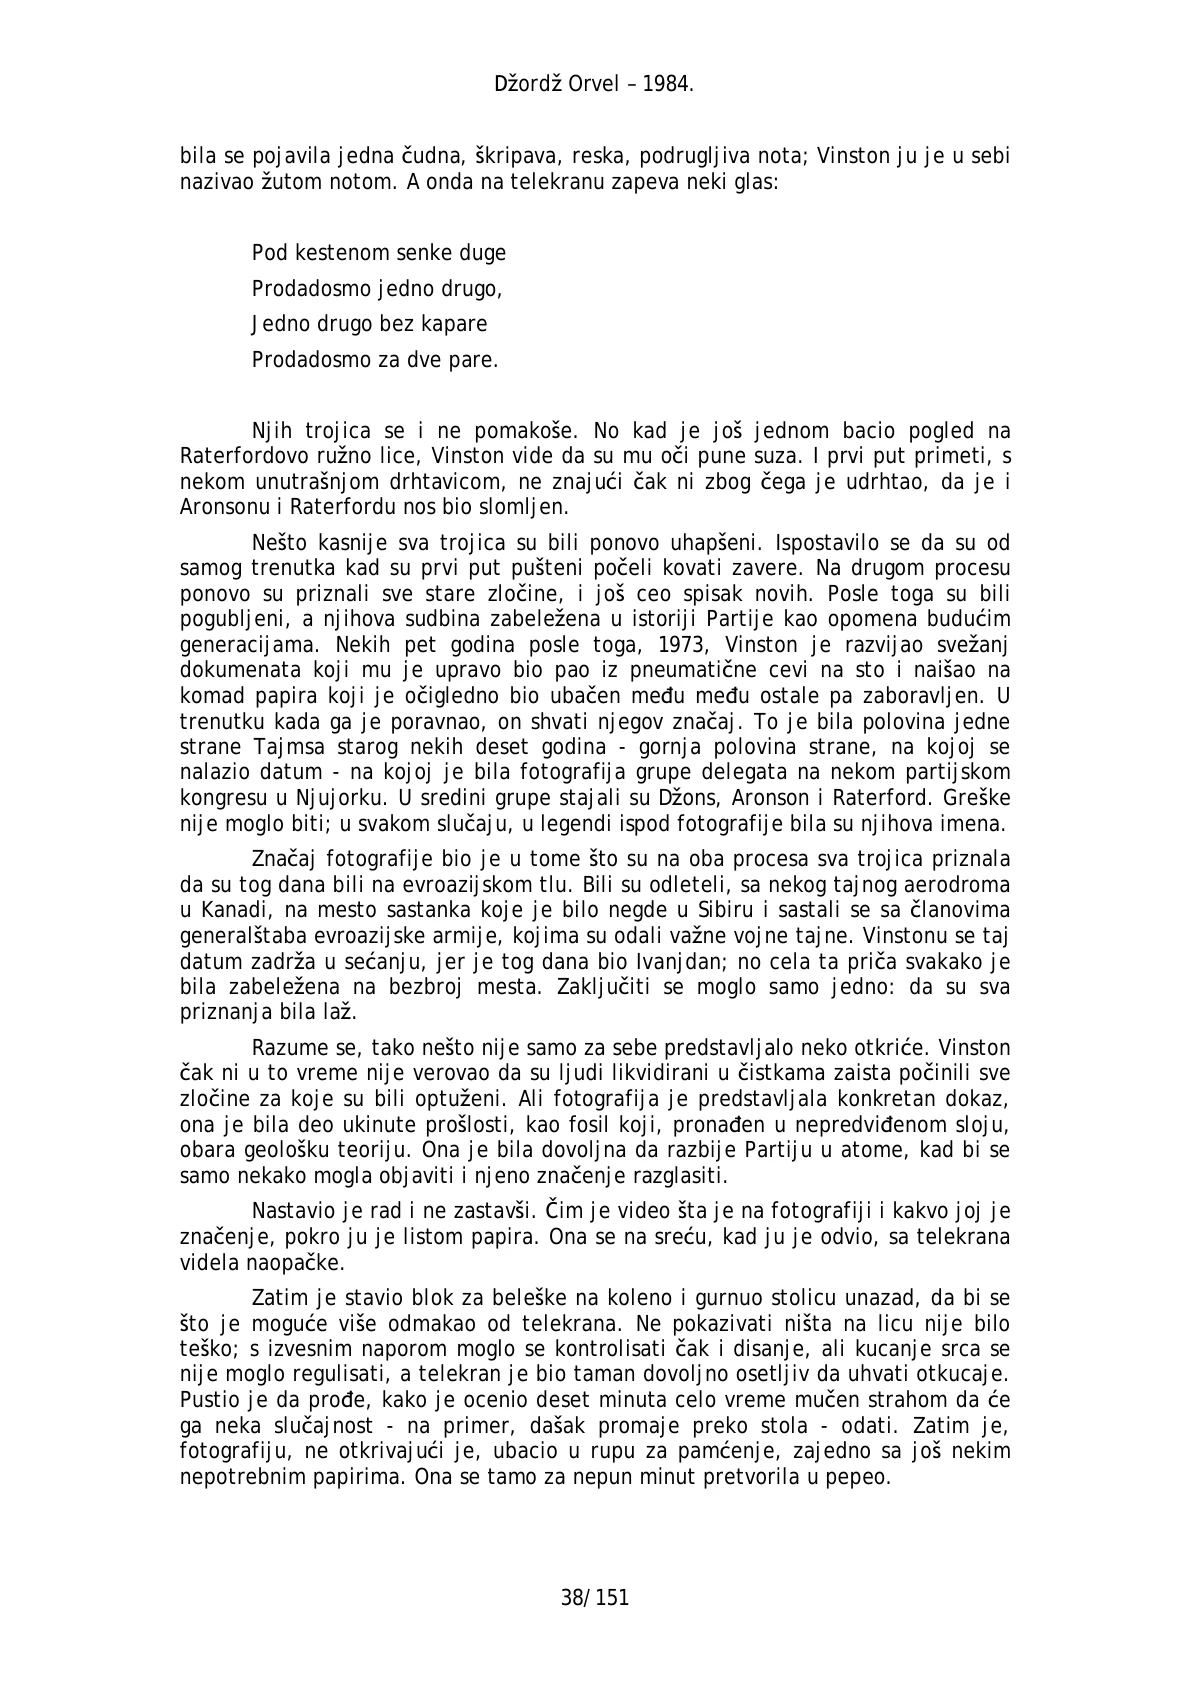 Džordž Orvel – 1984.
bila se pojavila jedna čudna, škripava, reska, podrugljiva nota; Vinston ju je u sebi
nazivao žutom notom. A onda na telekranu zapeva neki glas:
Pod kestenom senke duge
Prodadosmo jedno drugo,
Jedno drugo bez kapare
Prodadosmo za dve pare.
Njih trojica se i ne pomakoše. No kad je još jednom bacio pogled na
Raterfordovo ružno lice, Vinston vide da su mu oči pune suza. I prvi put primeti, s
nekom unutrašnjom drhtavicom, ne znajući čak ni zbog čega je udrhtao, da je i
Aronsonu i Raterfordu nos bio slomljen.
Nešto kasnije sva trojica su bili ponovo uhapšeni. Ispostavilo se da su od
samog trenutka kad su prvi put pušteni počeli kovati zavere. Na drugom procesu
ponovo su priznali sve stare zločine, i još ceo spisak novih. Posle toga su bili
pogubljeni, a njihova sudbina zabeležena u istoriji Partije kao opomena budućim
generacijama. Nekih pet godina posle toga, 1973, Vinston je razvijao svežanj
dokumenata koji mu je upravo bio pao iz pneumatične cevi na sto i naišao na
komad papira koji je očigledno bio ubačen među među ostale pa zaboravljen. U
trenutku kada ga je poravnao, on shvati njegov značaj. To je bila polovina jedne
strane Tajmsa starog nekih deset godina - gornja polovina strane, na kojoj se
nalazio datum - na kojoj je bila fotografija grupe delegata na nekom partijskom
kongresu u Njujorku. U sredini grupe stajali su Džons, Aronson i Raterford. Greške
nije moglo biti; u svakom slučaju, u legendi ispod fotografije bila su njihova imena.
Značaj fotografije bio je u tome što su na oba procesa sva trojica priznala
da su tog dana bili na evroazijskom tlu. Bili su odleteli, sa nekog tajnog aerodroma
u Kanadi, na mesto sastanka koje je bilo negde u Sibiru i sastali se sa članovima
generalštaba evroazijske armije, kojima su odali važne vojne tajne. Vinstonu se taj
datum zadrža u sećanju, jer je tog dana bio Ivanjdan; no cela ta priča svakako je
bila zabeležena na bezbroj mesta. Zaključiti se moglo samo jedno: da su sva
priznanja bila laž.
Razume se, tako nešto nije samo za sebe predstavljalo neko otkriće. Vinston
čak ni u to vreme nije verovao da su ljudi likvidirani u čistkama zaista počinili sve
zločine za koje su bili optuženi. Ali fotografija je predstavljala konkretan dokaz,
ona je bila deo ukinute prošlosti, kao fosil koji, pronađen u nepredviđenom sloju,
obara geološku teoriju. Ona je bila dovoljna da razbije Partiju u atome, kad bi se
samo nekako mogla objaviti i njeno značenje razglasiti.
Nastavio je rad i ne zastavši. Čim je video šta je na fotografiji i kakvo joj je
značenje, pokro ju je listom papira. Ona se na sreću, kad ju je odvio, sa telekrana
videla naopačke.
Zatim je stavio blok za beleške na koleno i gurnuo stolicu unazad, da bi se
što je moguće više odmakao od telekrana. Ne pokazivati ništa na licu nije bilo
teško; s izvesnim naporom moglo se kontrolisati čak i disanje, ali kucanje srca se
nije moglo regulisati, a telekran je bio taman dovoljno osetljiv da uhvati otkucaje.
Pustio je da prođe, kako je ocenio deset minuta celo vreme mučen strahom da će
ga neka slučajnost - na primer, dašak promaje preko stola - odati. Zatim je,
fotografiju, ne otkrivajući je, ubacio u rupu za pamćenje, zajedno sa još nekim
nepotrebnim papirima. Ona se tamo za nepun minut pretvorila u pepeo.
38/151